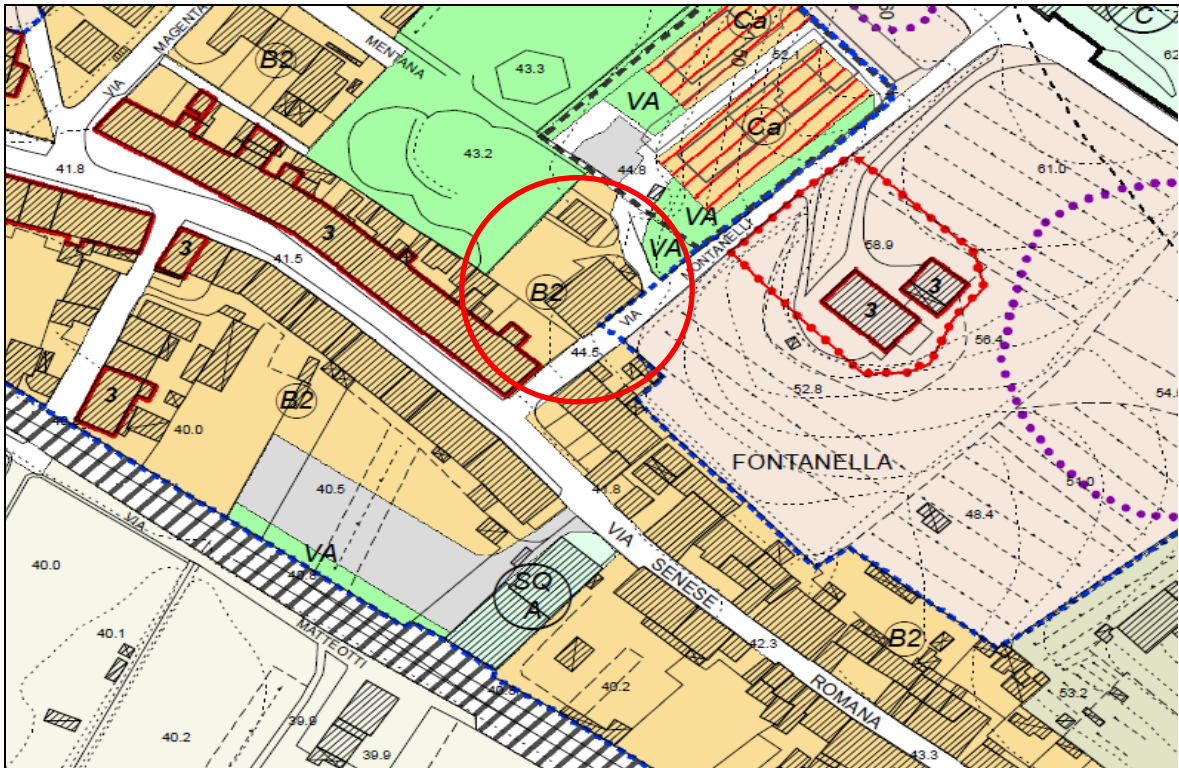 MAGENTA
VIA
B2
MENTANA
43.3
Ca
VA
52.1
Ca
C
62
43.2
44.8
41.8
3
3
41.5
VA
VA
FONTANELLE
VIA
58.9
61.0
3
3
B2
44.5
56.4
52.8
54.
B2
3
40.0
FONTANELLA
51.0
48.4
40.5
41.8
VIA
VIA
SENESE
VA
SQ
A
40.0
MATTEOTTI
40.1
B2
42.3
40.2
ROMANA
53.2
40.2
39.9
39.9
43.3